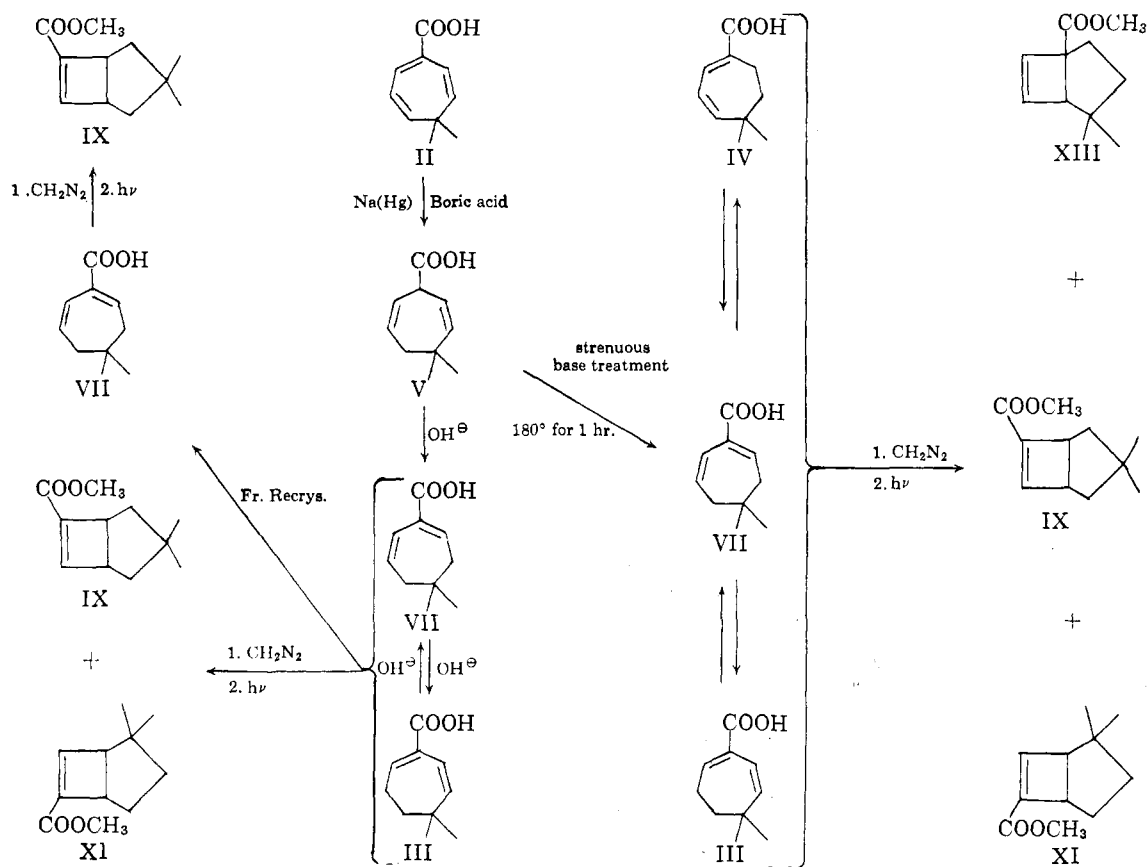 COOCH₃
IX
1 .CH₂N₂ 2. hν
COOH
VII
COOCH₃
IX
+
COOCH₃
XI
COOH
II
Na(Hg) Boric acid
COOH
V
OH⊖
COOH
VII
OH⊖ OH⊖
COOH
III
Fr. Recrys.
1. CH₂N₂
2. hν
strenuous
base treatment
180° for 1 hr.
COOH
IV
COOH
VII
COOH
III
1. CH₂N₂
2. hν
COOCH₃
XIII
+
COOCH₃
IX
+
COOCH₃
XI